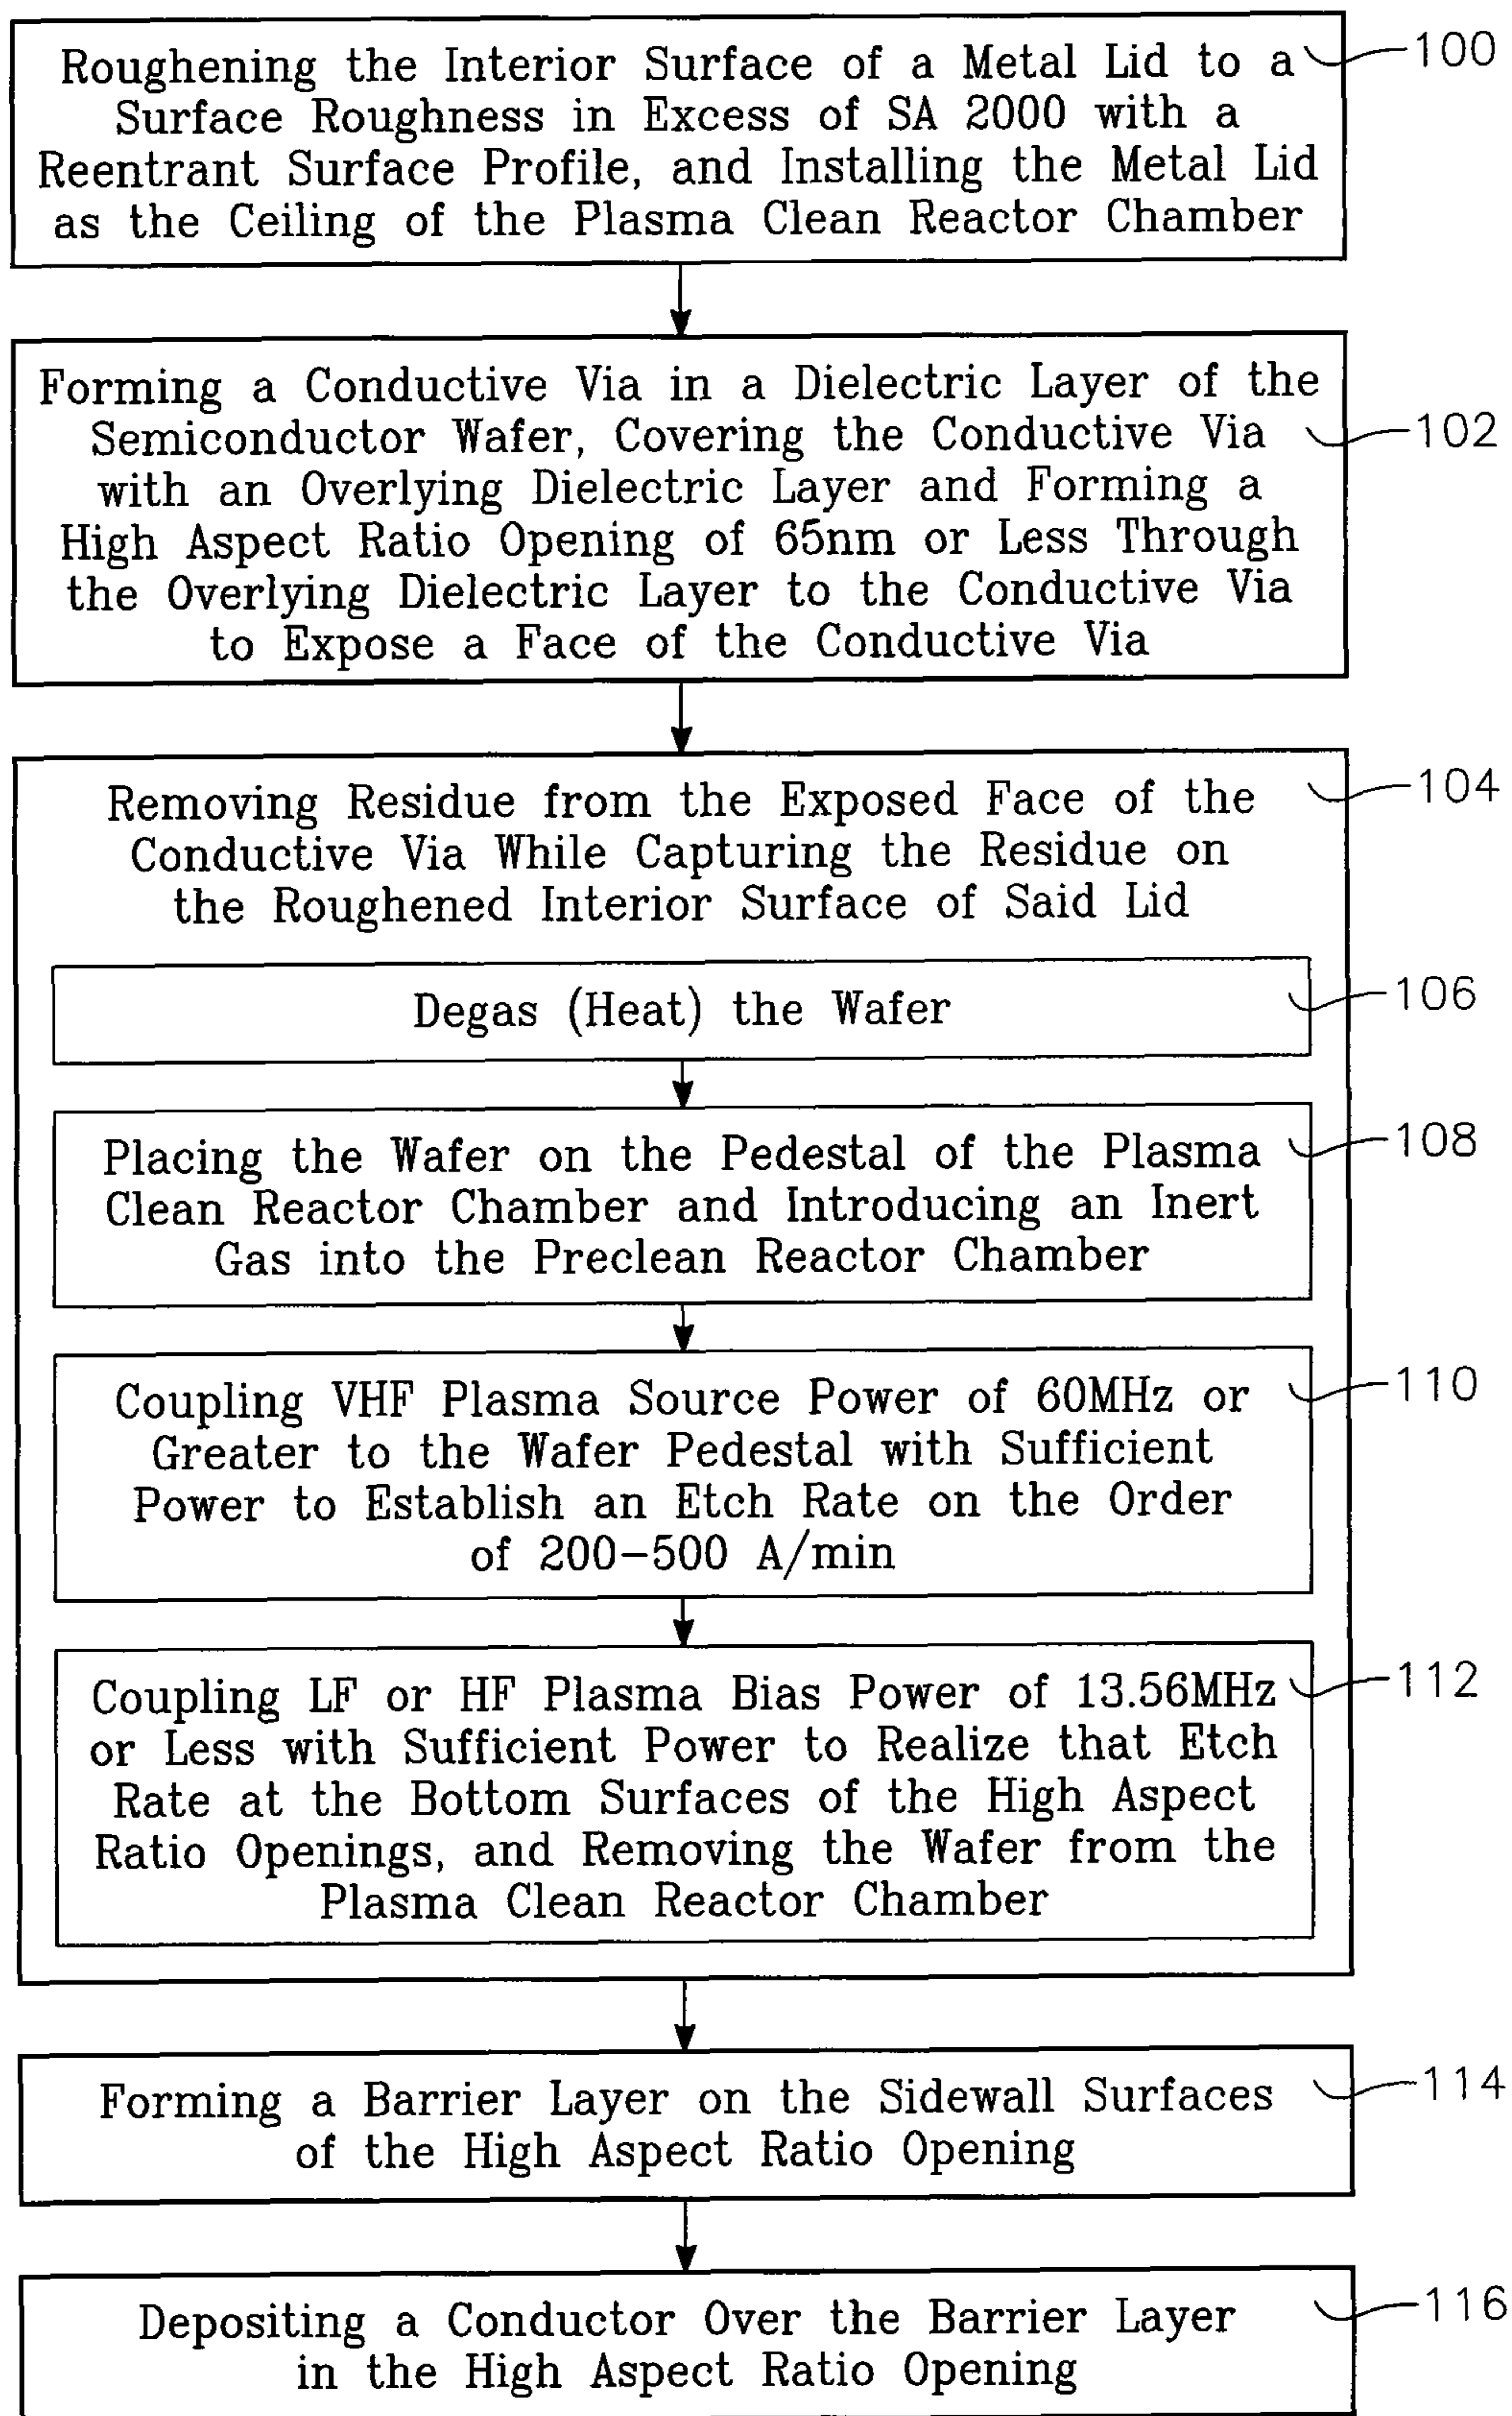 Roughening the Interior Surface of a Metal Lid to a
100
Surface Roughness in Excess of SA 2000 with a
Reentrant Surface Profile, and Installing the Metal Lid
as the Ceiling of the Plasma Clean Reactor Chamber
Forming a Conductive Via in a Dielectric Layer of the
Semiconductor Wafer, Covering the Conductive Via
102
with an Overlying Dielectric Layer and Forming a
High Aspect Ratio Opening of 65nm or Less Through
the Overlying Dielectric Layer to the Conductive Via
to Expose a Face of the Conductive Via
Removing Residue from the Exposed Face of the
104
Conductive Via While Capturing the Residue on
the Roughened Interior Surface of Said Lid
Degas (Heat) the Wafer
106
Placing the Wafer on the Pedestal of the Plasma
108
Clean Reactor Chamber and Introducing an Inert
Gas into the Preclean Reactor Chamber
Coupling VHF Plasma Source Power of 60MHz or
110
Greater to the Wafer Pedestal with Sufficient
Power to Establish an Etch Rate on the Order
of 200-500 A/min
Coupling LF or HF Plasma Bias Power of 13.56MHz
112
or Less with Sufficient Power to Realize that Etch
Rate at the Bottom Surfaces of the High Aspect
Ratio Openings, and Removing the Wafer from the
Plasma Clean Reactor Chamber
Forming a Barrier Layer on the Sidewall Surfaces
114
of the High Aspect Ratio Opening
Depositing a Conductor Over the Barrier Layer
116
in the High Aspect Ratio Opening